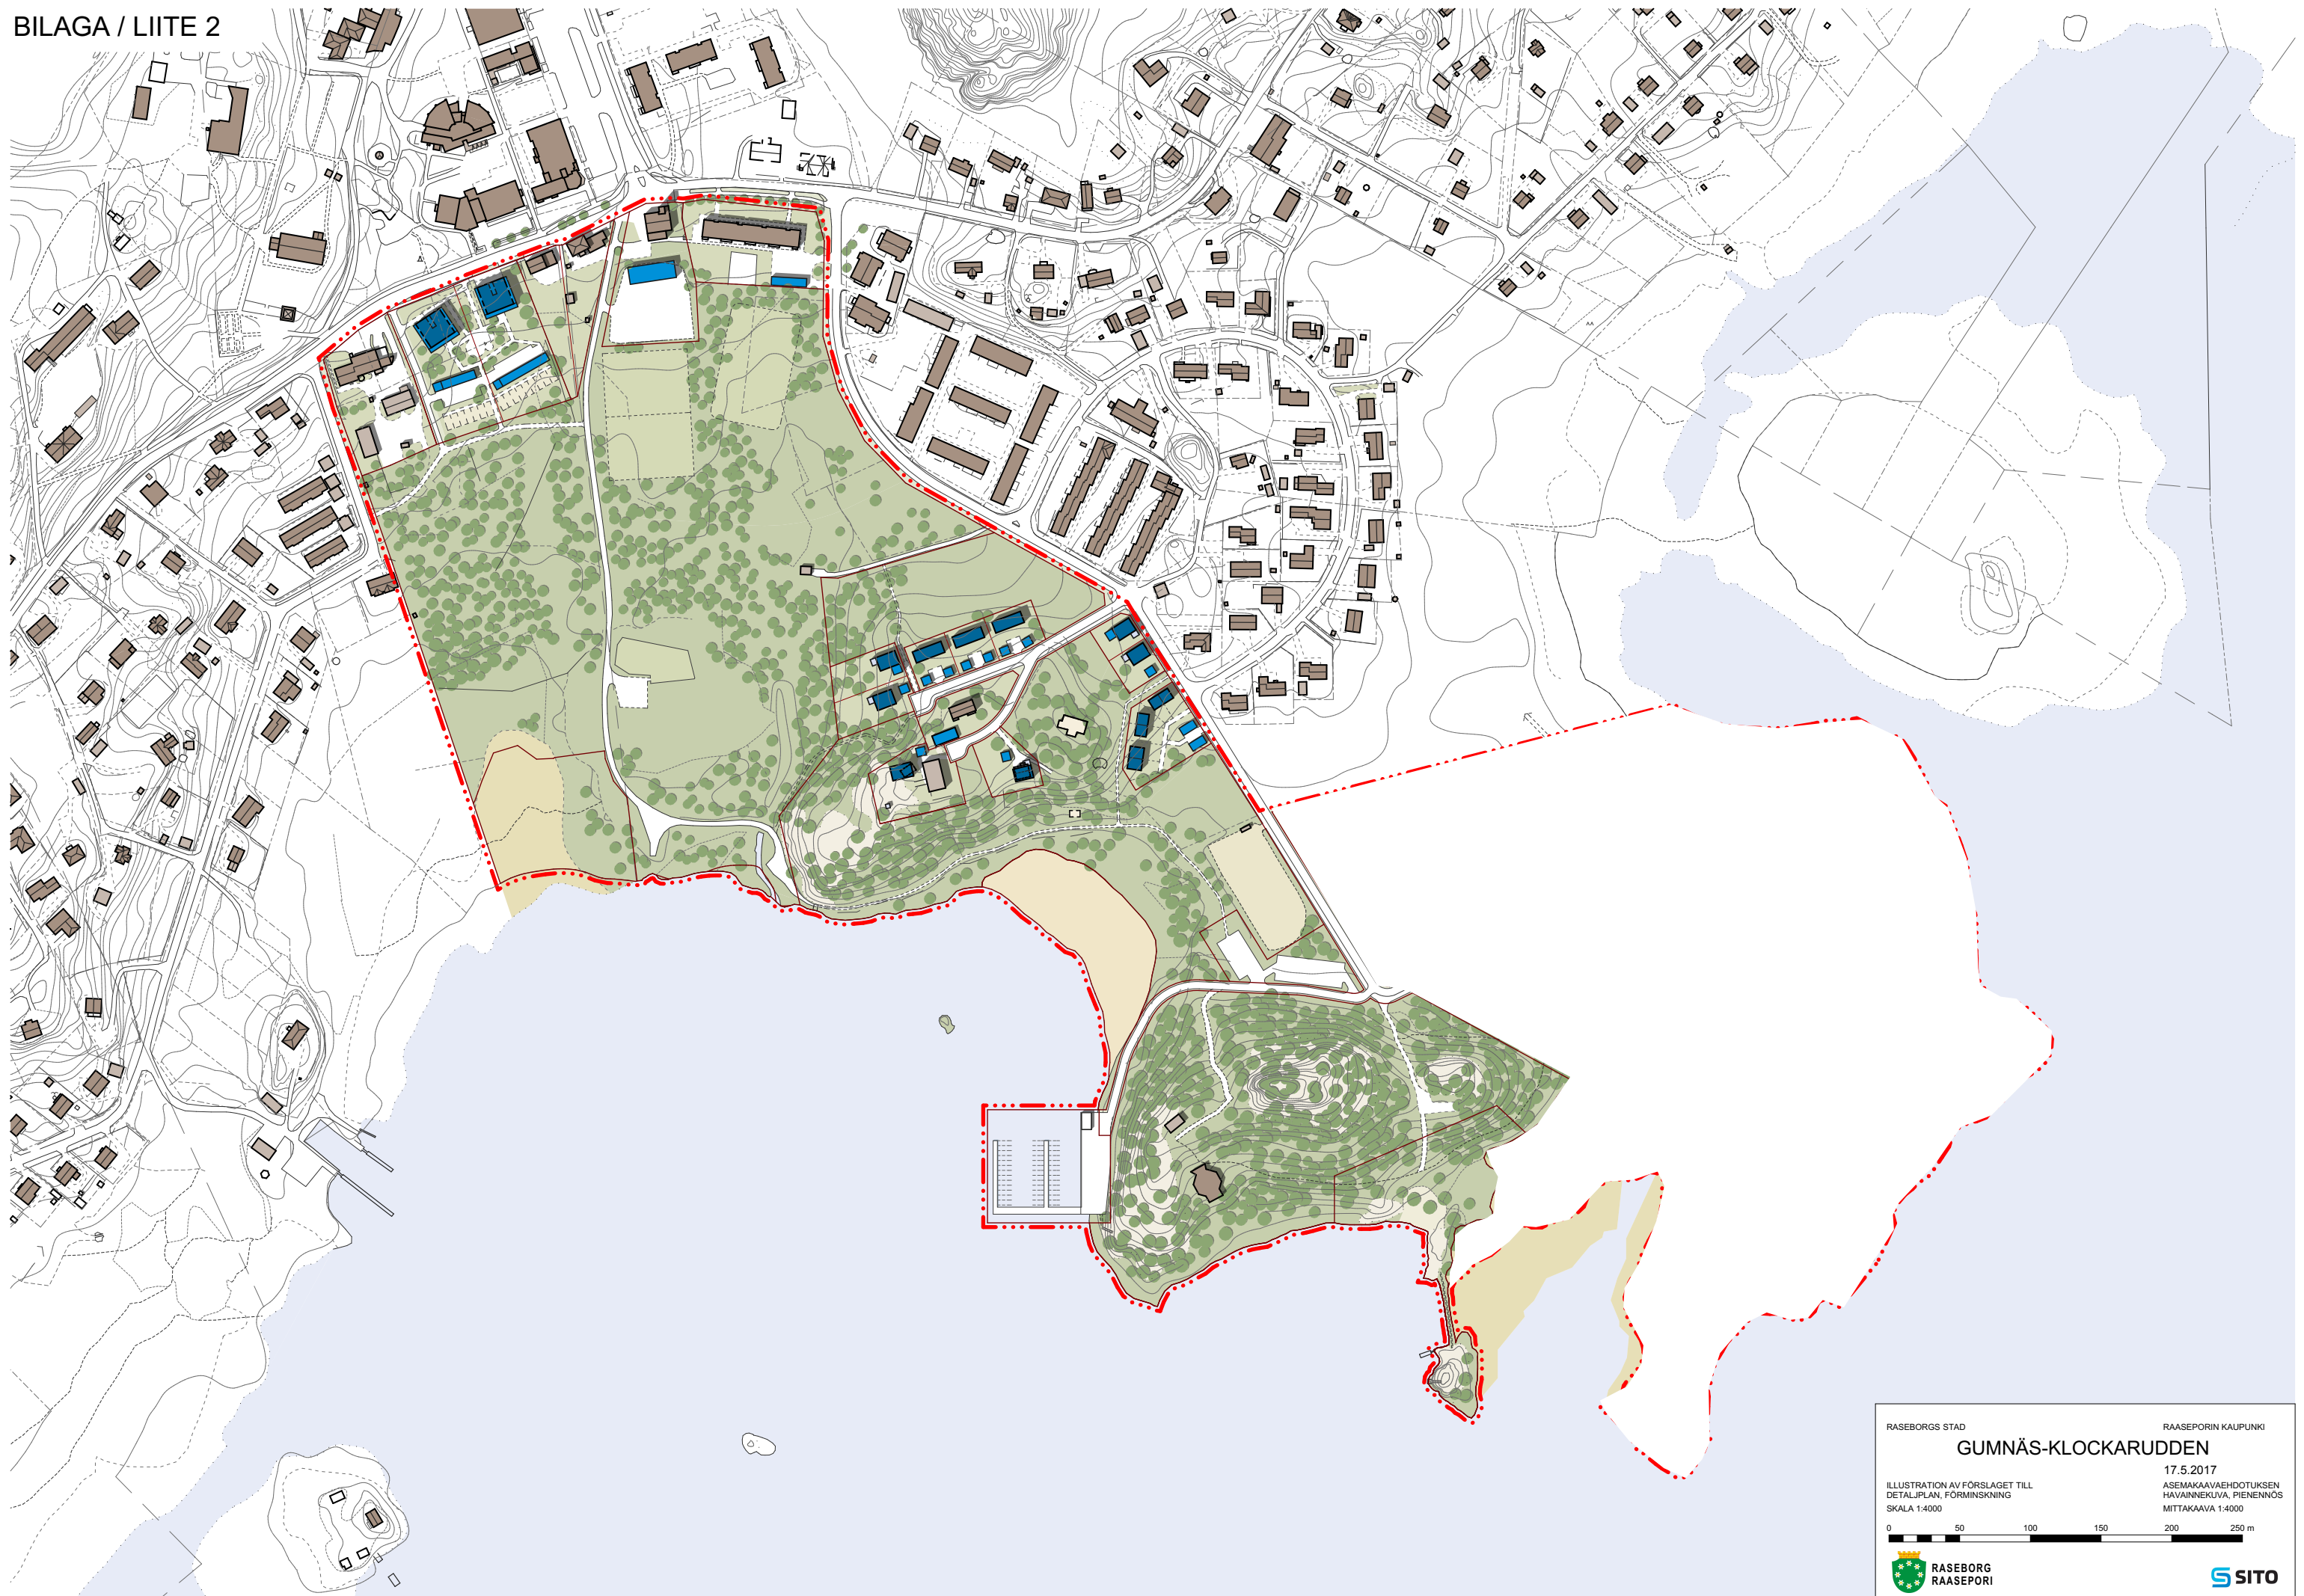 BILAGA / LIITE 2
RASEBORGS STAD
RAASEPORIN KAUPUNKI
GUMNÄS-KLOCKARUDDEN
17.5.2017
ILLUSTRATION AV FÖRSLAGET TILL
DETALJPLAN, FÖRMINSKNING
SKALA 1:4000
ASEMAKAAVAEHDOTUKSEN
HAVAINNEKUVA, PIENENNÖS
MITTAKAAVA 1:4000
0 50 100 150 200 250 m
RASEBORG
RAASEPORI
SITO